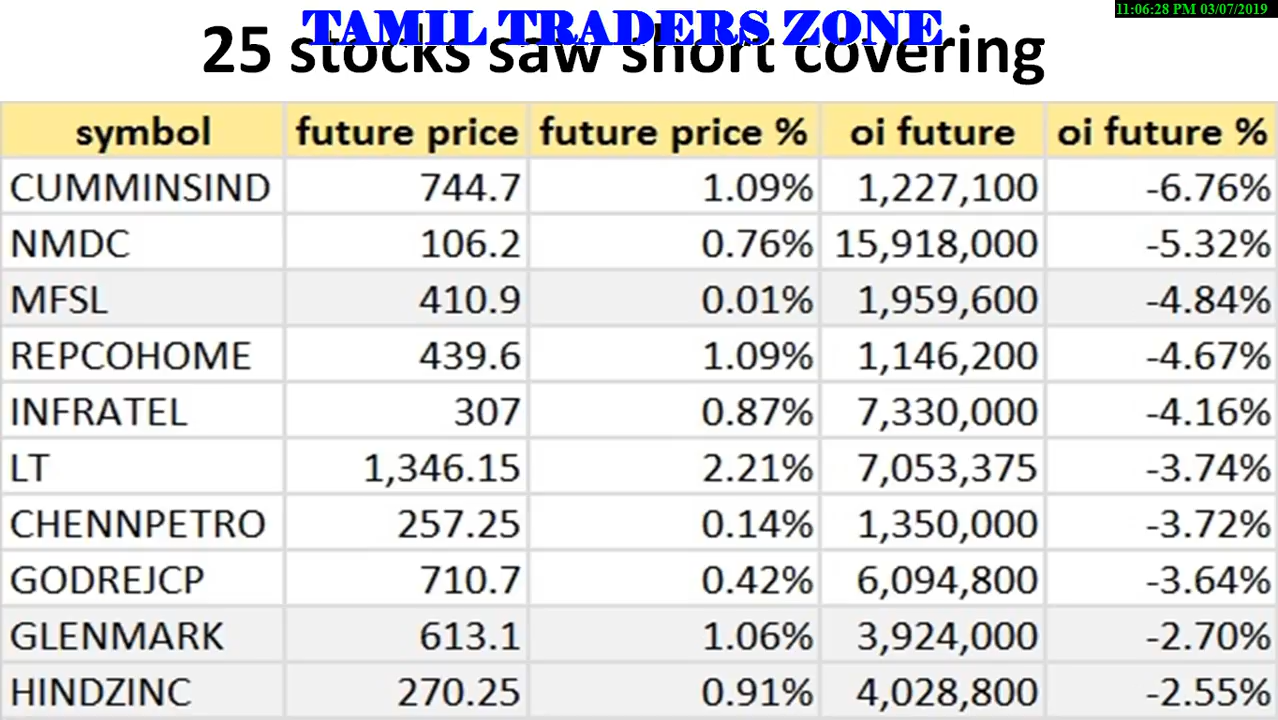 11:06:28 PM 03/07/2019
TAMIL TRADERS ZONE
25 stocks saw short covering
symbol future price future price % oi future oi future %
CUMMINSIND 744.7 1.09% 1,227,100 -6.76%
NMDC 106.2 0.76% 15,918,000 -5.32%
MFSL 410.9 0.01% 1,959,600 -4.84%
REPCOHOME 439.6 1.09% 1,146,200 -4.67%
INFRATEL 307 0.87% 7,330,000 -4.16%
LT 1,346.15 2.21% 7,053,375 -3.74%
CHENNPETRO 257.25 0.14% 1,350,000 -3.72%
GODREJCP 710.7 0.42% 6,094,800 -3.64%
GLENMARK 613.1 1.06% 3,924,000 -2.70%
HINDZINC 270.25 0.91% 4,028,800 -2.55%